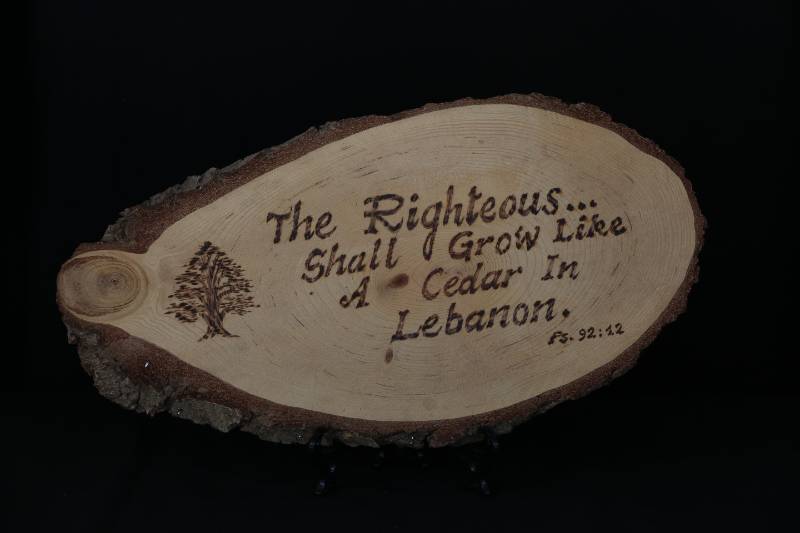 The Righteous...
Shall Grow Like
A Cedar In
Lebanon.
Ps. 92:12